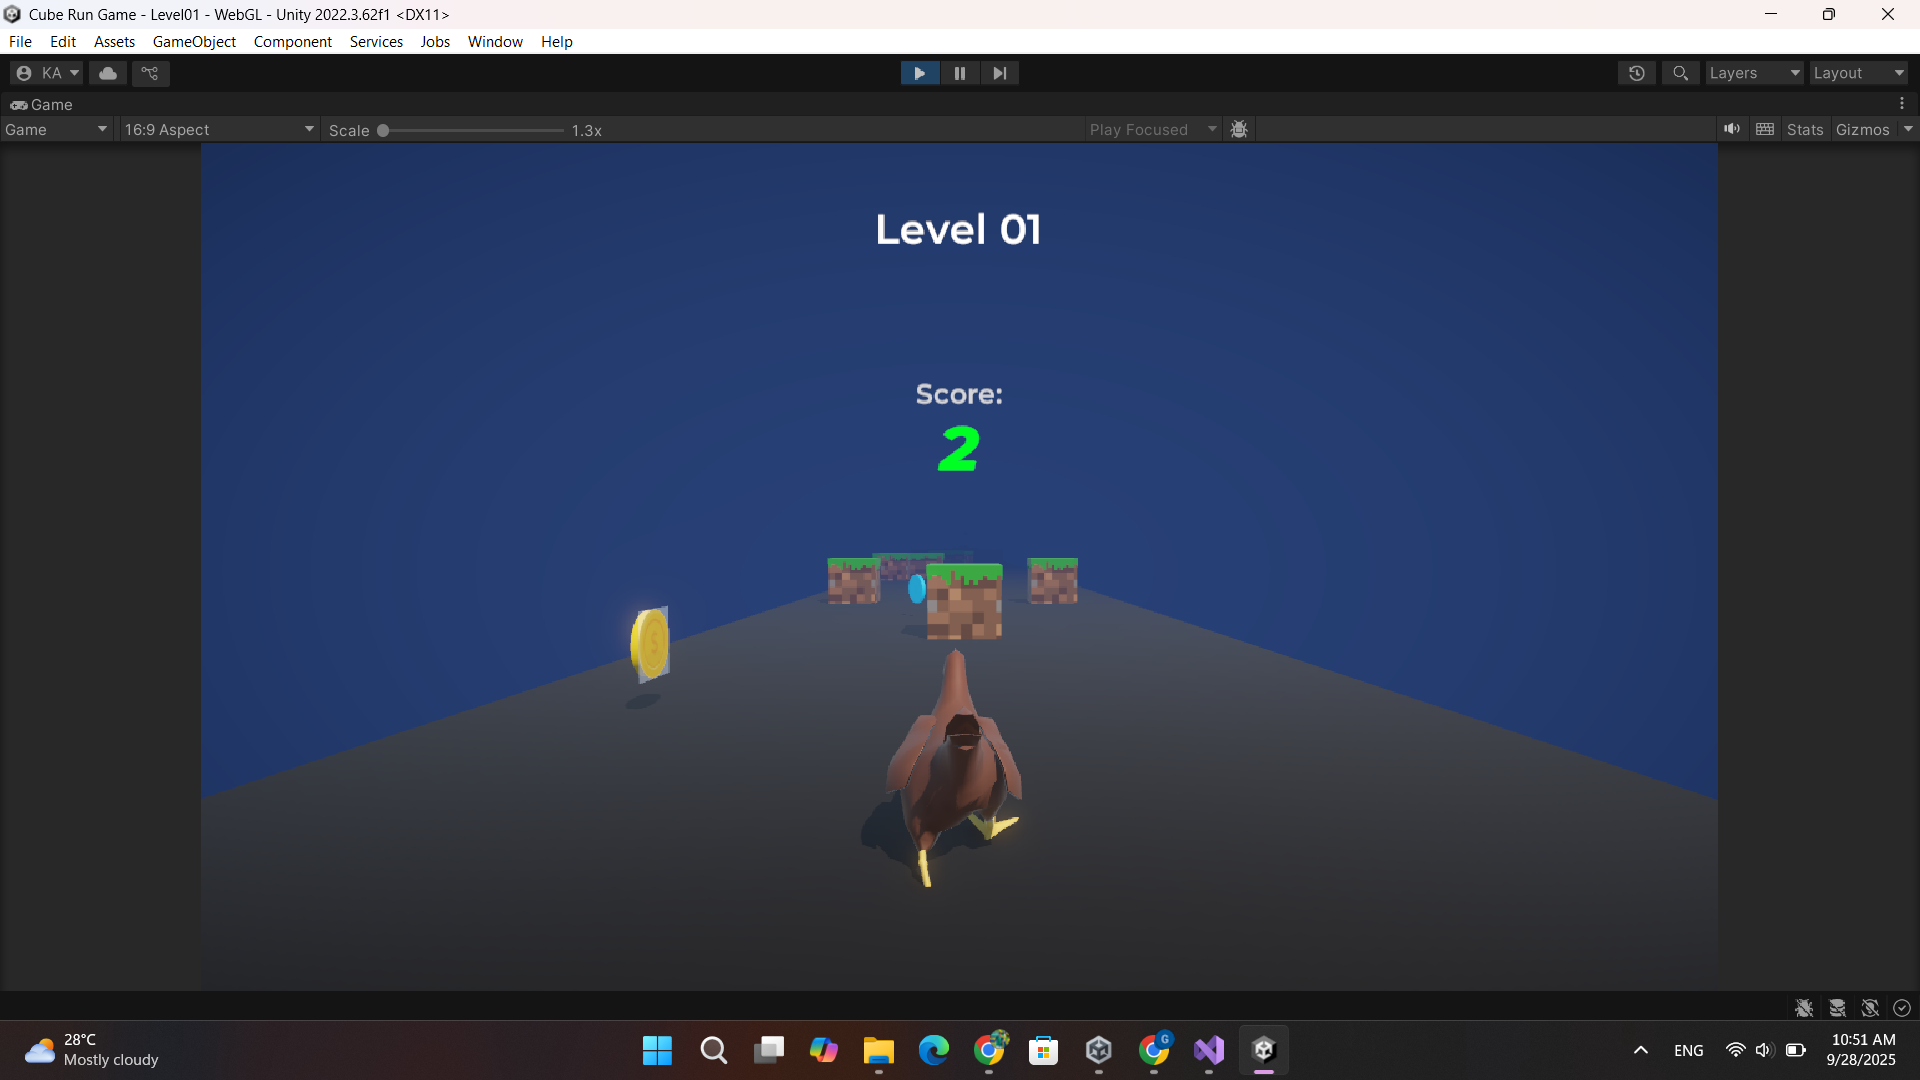 Cube Run Game - Level01 - WebGL - Unity 2022.3.62f1 <DX11>
File Edit Assets GameObject Component Services Jobs Window Help
KA Layers Layout
Game
Game 16:9 Aspect Scale 1.3x Play Focused Stats Gizmos
Level 01
Score:
2
$
28°C
Mostly cloudy
G
ENG
10:51 AM
9/28/2025